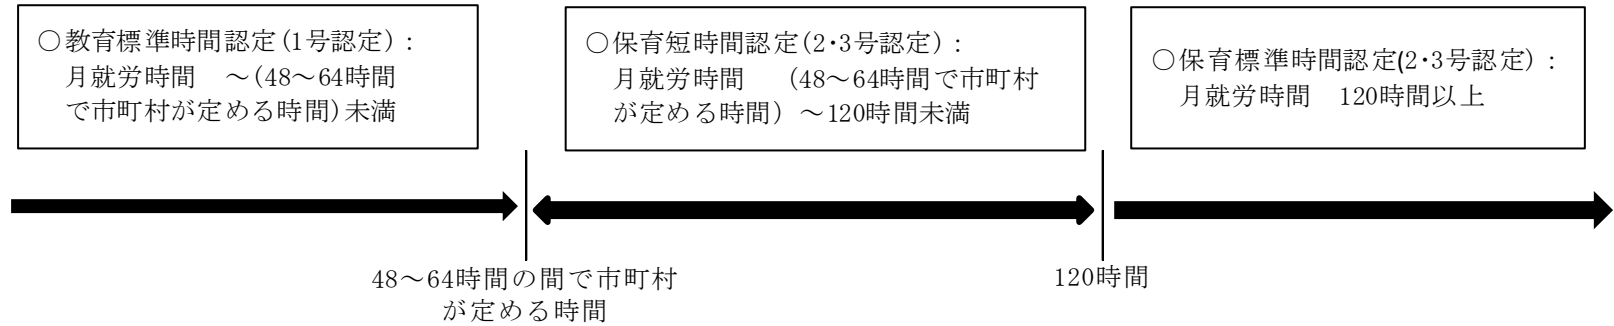 ○教育標準時間認定(1号認定)：
月就労時間　～(48～64時間
で市町村が定める時間)未満
○保育短時間認定(2・3号認定)：
月就労時間　(48～64時間で市町村
が定める時間)～120時間未満
○保育標準時間認定(2・3号認定)：
月就労時間　120時間以上
48～64時間の間で市町村
が定める時間
120時間